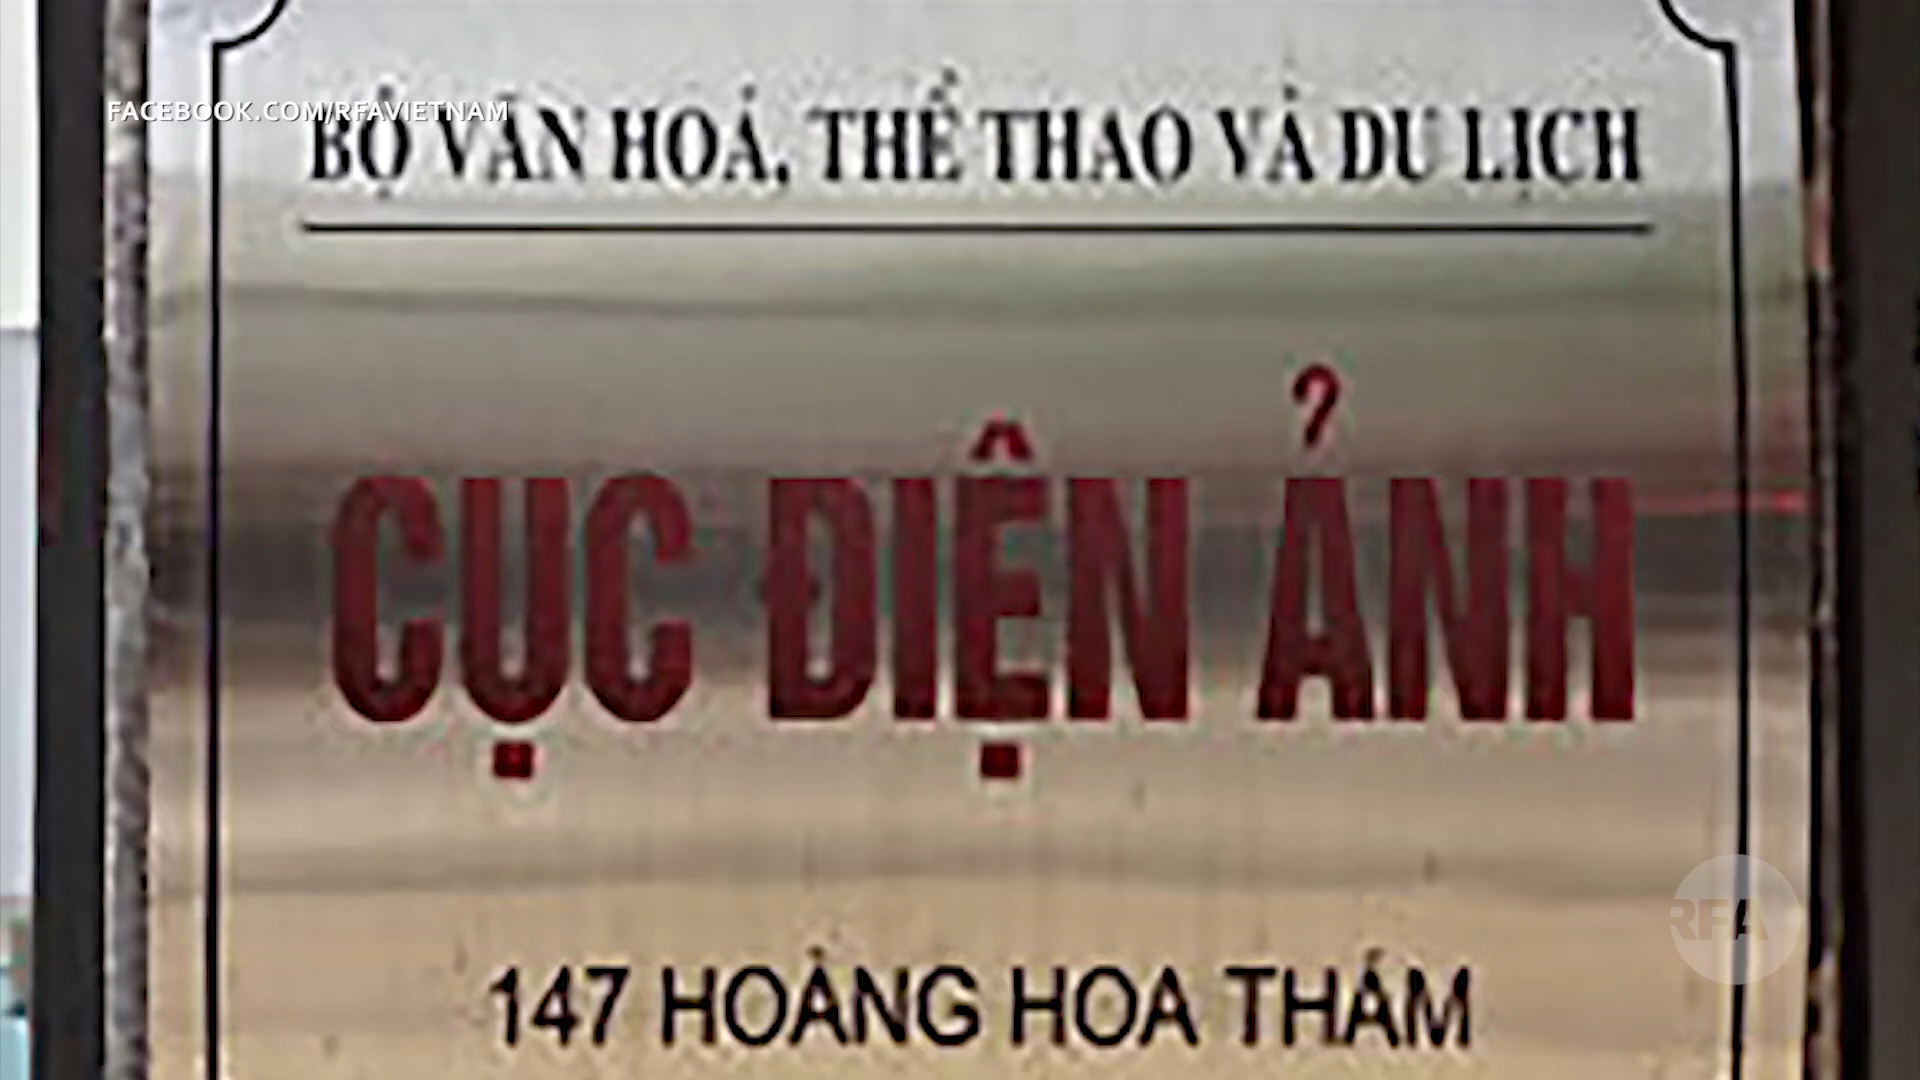 FACEBOOK.COM/RFAVIETNAM
BỘ VĂN HOÁ, THỂ THAO VÀ DU LỊCH
CỤC ĐIỆN ẢNH
RFA
147 HOÀNG HOA THÁM